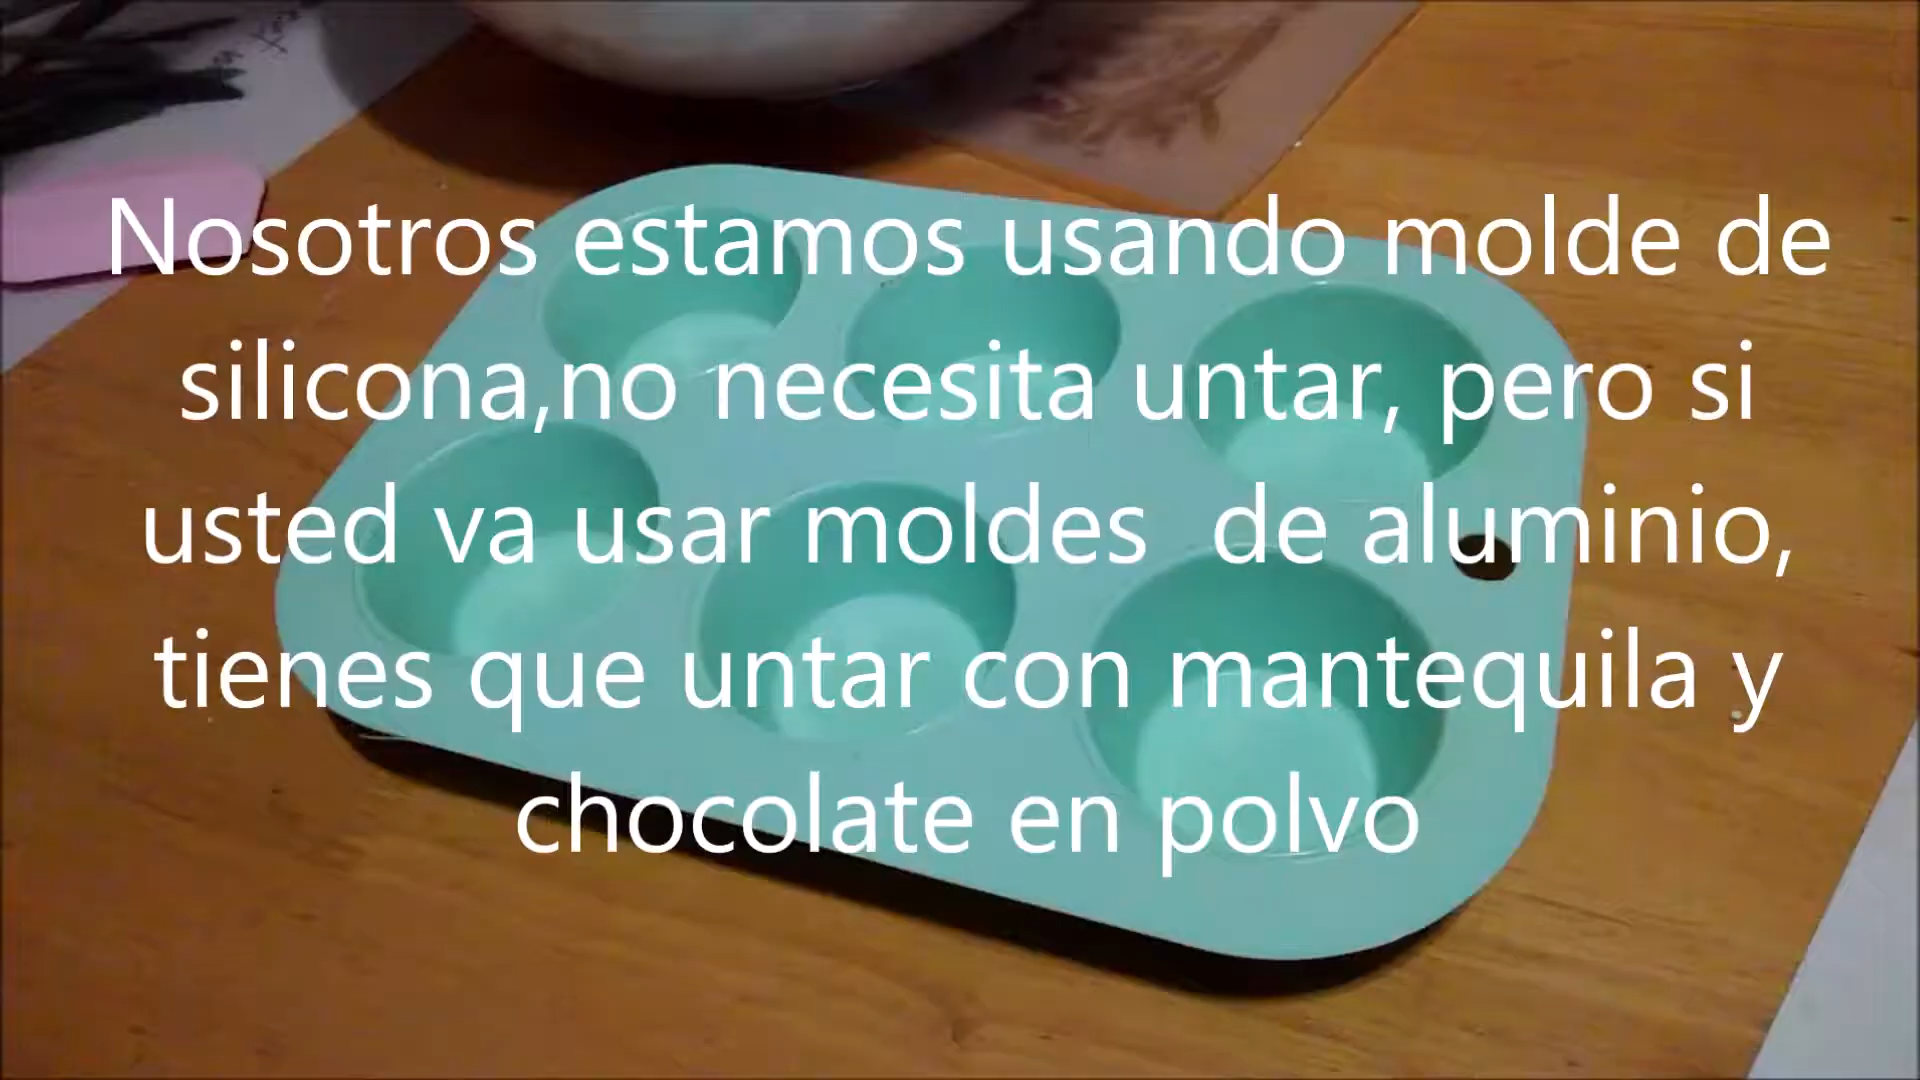 Nosotros estamos usando molde de
silicona,no necesita untar, pero si
usted va usar moldes  de aluminio,
tienes que untar con mantequila y
chocolate en polvo